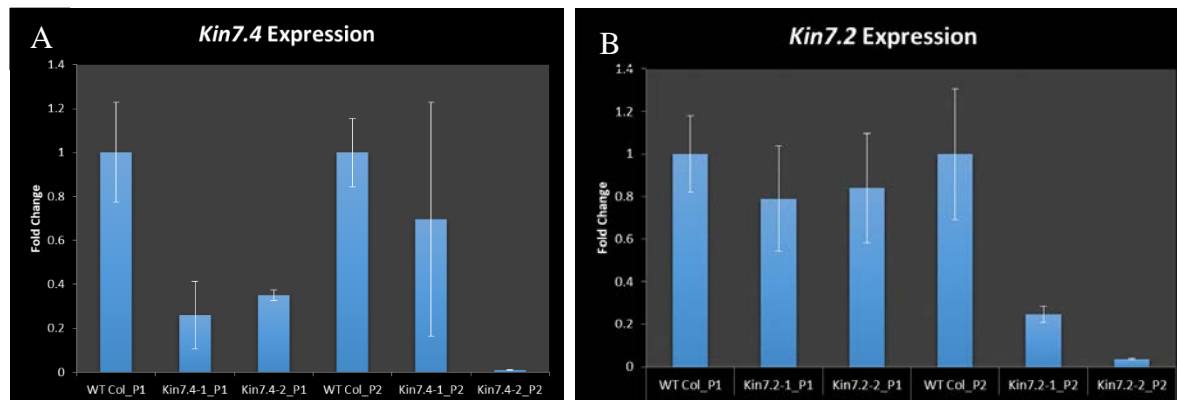 A
Kin7.4 Expression
1.4
1.2
1
0.8
0.6
0.4
0.2
0
Fold Change
WT Col_P1 Kin7.4-1_P1 Kin7.4-2_P1 WT Col_P2 Kin7.4-1_P2 Kin7.4-2_P2
B
Kin7.2 Expression
1.4
1.2
1
0.8
0.6
0.4
0.2
0
Fold Change
WT Col_P1 Kin7.2-1_P1 Kin7.2-2_P1 WT Col_P2 Kin7.2-1_P2 Kin7.2-2_P2